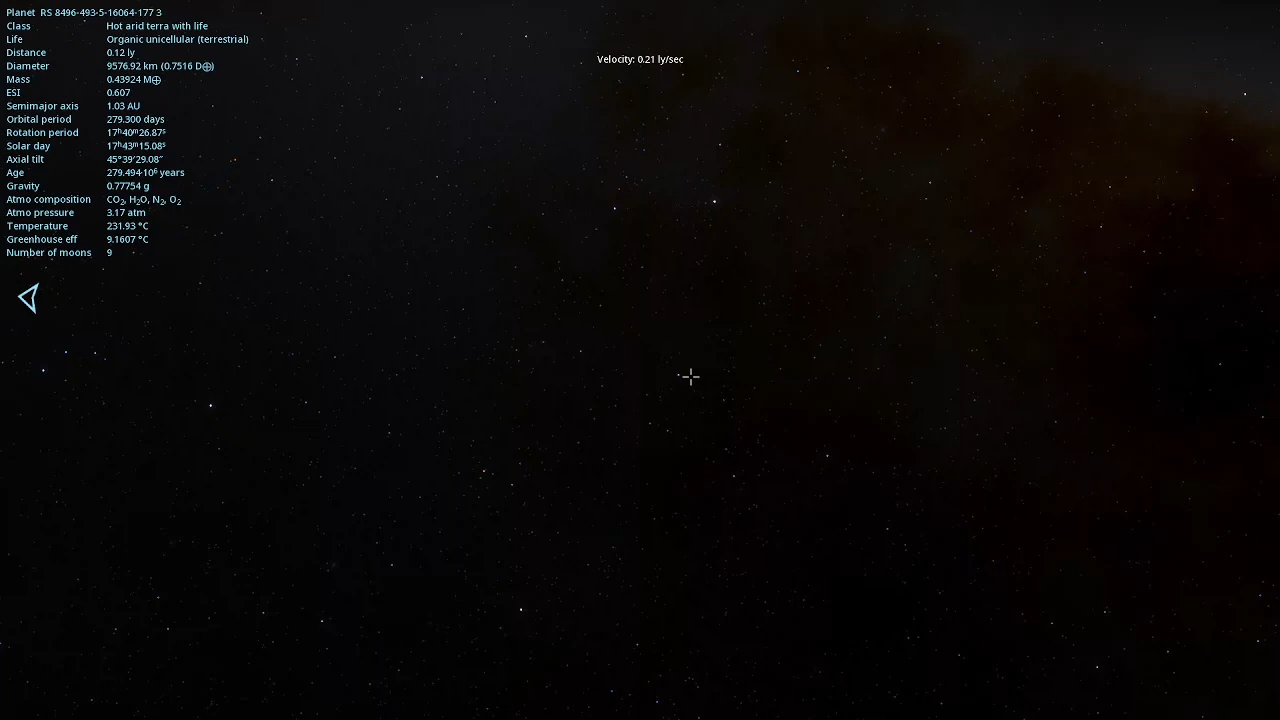 Planet RS 8496-493-5-16064-177 3
Class Hot arid terra with life
Life Organic unicellular (terrestrial)
Distance 0.12 ly
Diameter 9576.92 km (0.7516 D⊕)
Mass 0.43924 M⊕
ESI 0.607
Semimajor axis 1.03 AU
Orbital period 279.300 days
Rotation period 17ʰ40ᵐ26.87ˢ
Solar day 17ʰ43ᵐ15.08ˢ
Axial tilt 45°39′29.08″
Age 279.494·10⁶ years
Gravity 0.77754 g
Atmo composition CO₂, H₂O, N₂, O₂
Atmo pressure 3.17 atm
Temperature 231.93 °C
Greenhouse eff 9.1607 °C
Number of moons 9
Velocity: 0.21 ly/sec